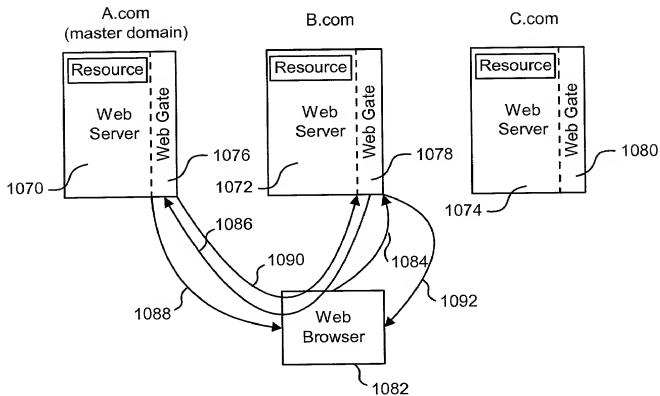 A.com
(master domain)
B.com
C.com
Resource
Web
Server
Web Gate
Resource
Web
Server
Web Gate
Resource
Web
Server
Web Gate
1076
1078
1080
1070
1072
1074
1086
1090
1084
1088
1092
Web
Browser
1082